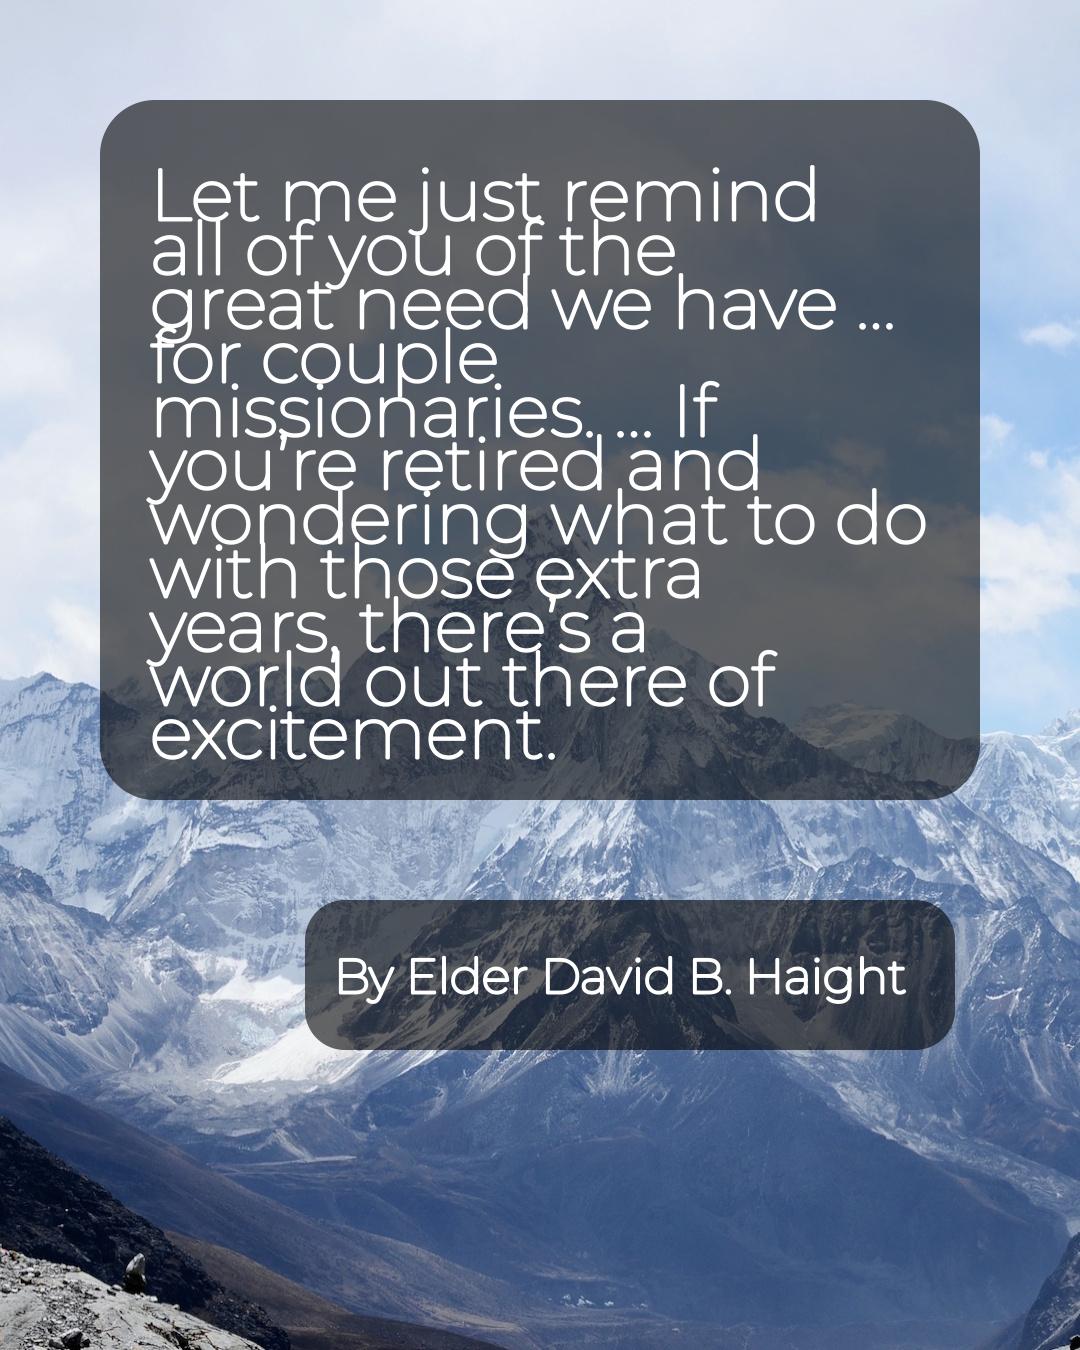 Let me just remind
all of you of the
great need we have ...
for couple
missionaries. ... If
you're retired and
wondering what to do
with those extra
years, there's a
world out there of
excitement.
By Elder David B. Haight